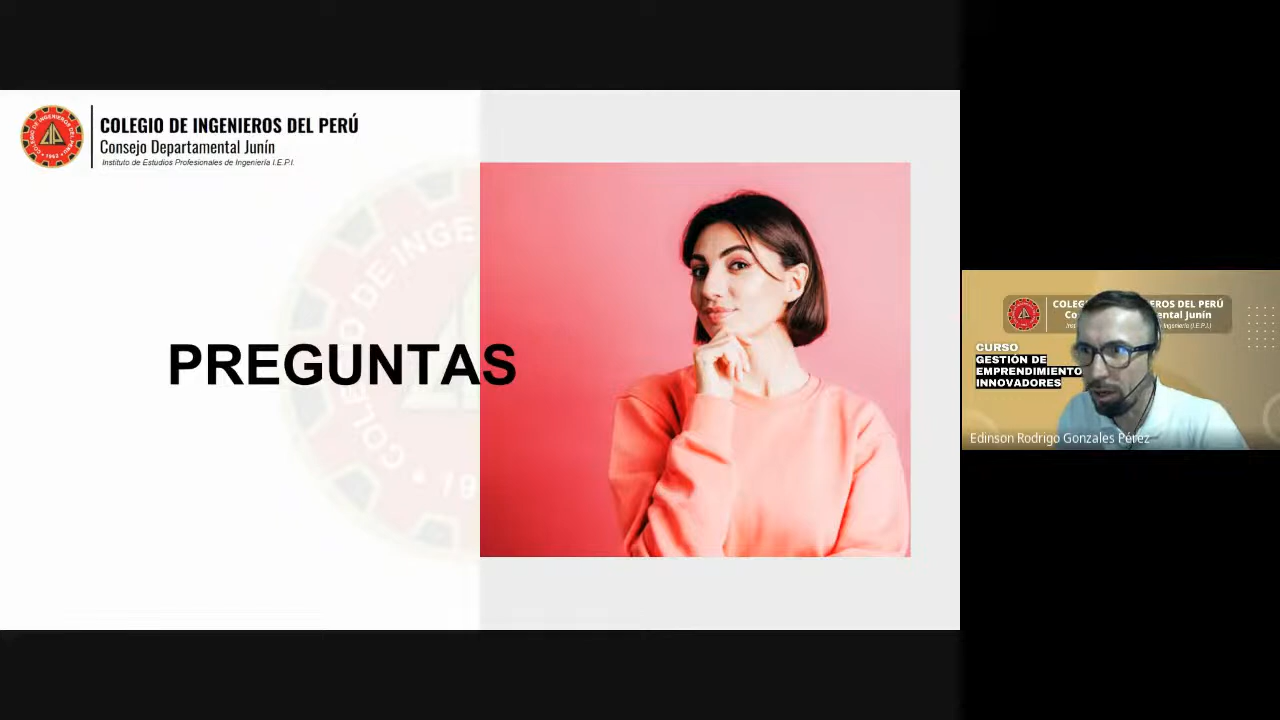 COLEGIO DE INGENIEROS DEL PERÚ
Consejo Departamental Junín
Instituto de Estudios Profesionales de Ingeniería I.E.P.I.
PREGUNTAS
CURSO
GESTIÓN DE
EMPRENDIMIENTO
INNOVADORES
Edinson Rodrigo Gonzales Pérez